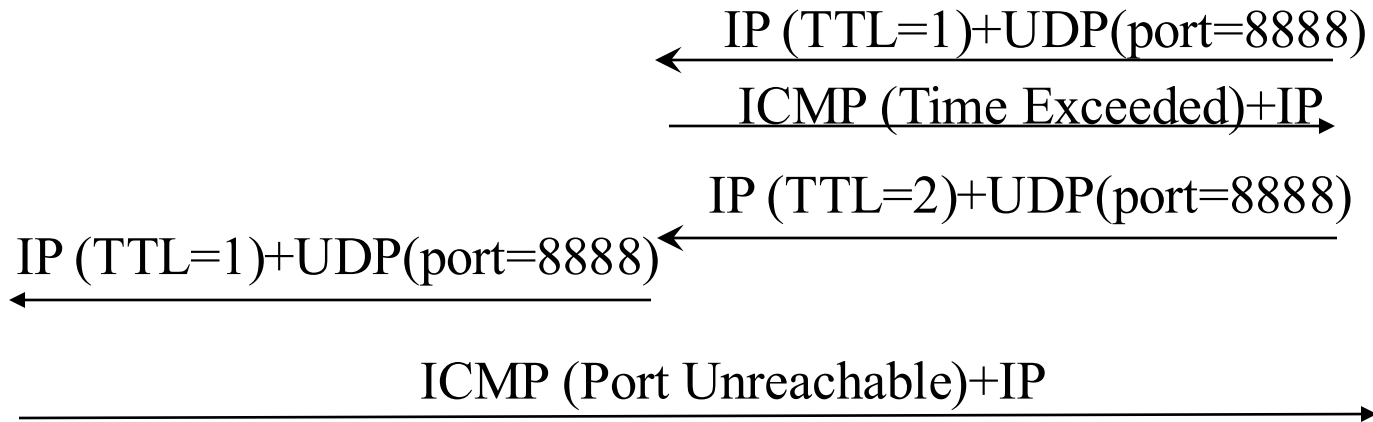 IP (TTL=1)+UDP(port=8888)
ICMP (Time Exceeded)+IP
IP (TTL=2)+UDP(port=8888)
IP (TTL=1)+UDP(port=8888)
ICMP (Port Unreachable)+IP